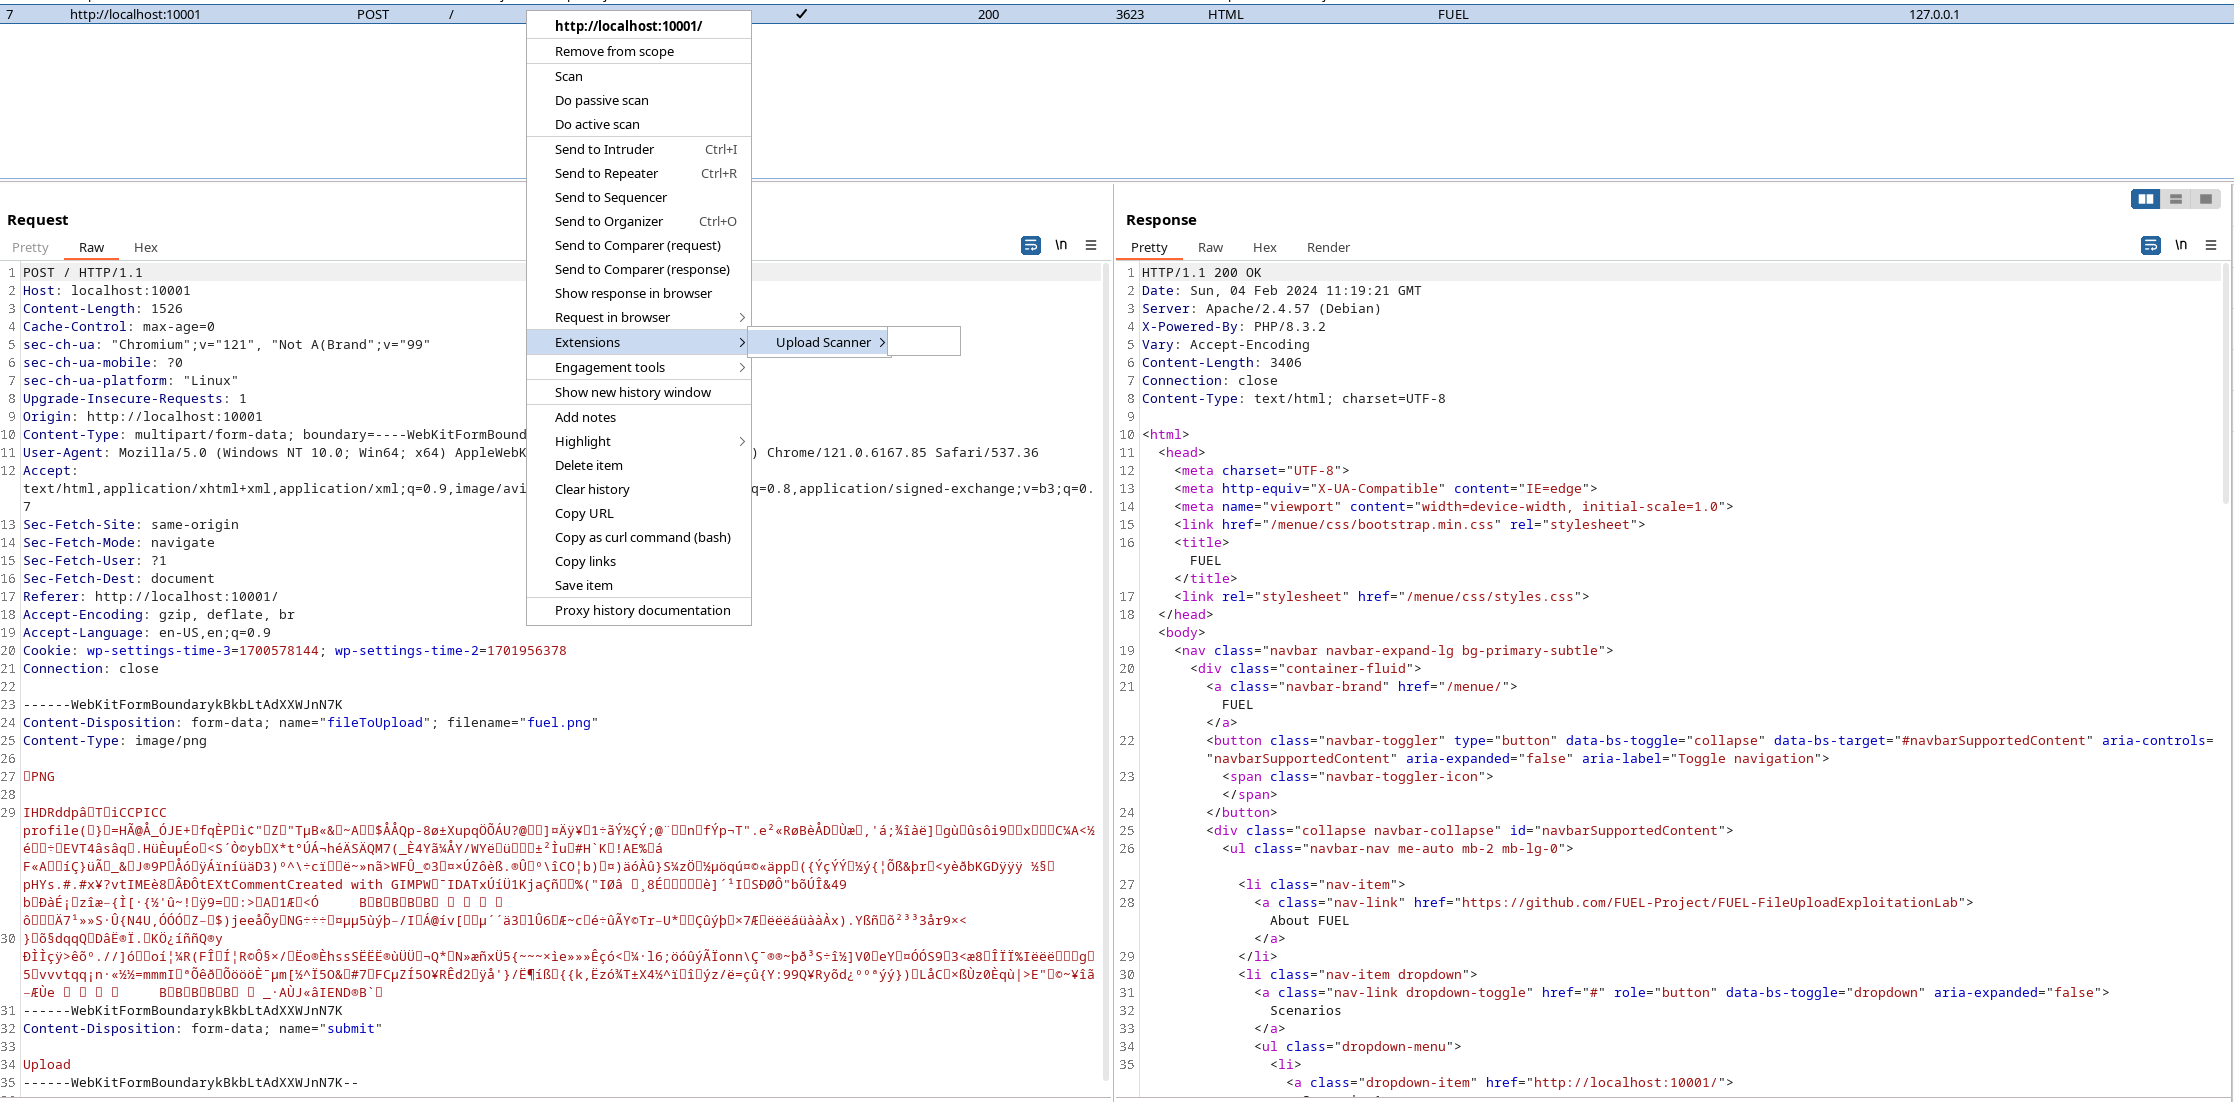 7 http://localhost:10001 POST / ✓ 200 3623 HTML FUEL 127.0.0.1
http://localhost:10001/
Remove from scope
Scan
Do passive scan
Do active scan
Send to Intruder Ctrl+I
Send to Repeater Ctrl+R
Send to Sequencer
Send to Organizer Ctrl+O
Send to Comparer (request)
Send to Comparer (response)
Show response in browser
Request in browser
Extensions
Upload Scanner
Engagement tools
Show new history window
Add notes
Highlight
Delete item
Clear history
Copy URL
Copy as curl command (bash)
Copy links
Save item
Proxy history documentation
Request
Pretty Raw Hex
\n
1 POST / HTTP/1.1
2 Host: localhost:10001
3 Content-Length: 1526
4 Cache-Control: max-age=0
5 sec-ch-ua: "Chromium";v="121", "Not A(Brand";v="99"
6 sec-ch-ua-mobile: ?0
7 sec-ch-ua-platform: "Linux"
8 Upgrade-Insecure-Requests: 1
9 Origin: http://localhost:10001
10 Content-Type: multipart/form-data; boundary=----WebKitFormBound
11 User-Agent: Mozilla/5.0 (Windows NT 10.0; Win64; x64) AppleWebK ) Chrome/121.0.6167.85 Safari/537.36
12 Accept:
text/html,application/xhtml+xml,application/xml;q=0.9,image/avi q=0.8,application/signed-exchange;v=b3;q=0.
7
13 Sec-Fetch-Site: same-origin
14 Sec-Fetch-Mode: navigate
15 Sec-Fetch-User: ?1
16 Sec-Fetch-Dest: document
17 Referer: http://localhost:10001/
18 Accept-Encoding: gzip, deflate, br
19 Accept-Language: en-US,en;q=0.9
20 Cookie: wp-settings-time-3=1700578144; wp-settings-time-2=1701956378
21 Connection: close
22
23 ------WebKitFormBoundarykBkbLtAdXXWJnN7K
24 Content-Disposition: form-data; name="fileToUpload"; filename="fuel.png"
25 Content-Type: image/png
26
27 PNG
28
29
profile(
Created with GIMPW
30
31 ------WebKitFormBoundarykBkbLtAdXXWJnN7K
32 Content-Disposition: form-data; name="submit"
33
34 Upload
35 ------WebKitFormBoundarykBkbLtAdXXWJnN7K--
Response
Pretty Raw Hex Render
\n
1 HTTP/1.1 200 OK
2 Date: Sun, 04 Feb 2024 11:19:21 GMT
3 Server: Apache/2.4.57 (Debian)
4 X-Powered-By: PHP/8.3.2
5 Vary: Accept-Encoding
6 Content-Length: 3406
7 Connection: close
8 Content-Type: text/html; charset=UTF-8
9
10 <html>
11 <head>
12 <meta charset="UTF-8">
13 <meta http-equiv="X-UA-Compatible" content="IE=edge">
14 <meta name="viewport" content="width=device-width, initial-scale=1.0">
15 <link href="/menue/css/bootstrap.min.css" rel="stylesheet">
16 <title>
FUEL
</title>
17 <link rel="stylesheet" href="/menue/css/styles.css">
18 </head>
<body>
19 <nav class="navbar navbar-expand-lg bg-primary-subtle">
20 <div class="container-fluid">
21 <a class="navbar-brand" href="/menue/">
FUEL
</a>
22 <button class="navbar-toggler" type="button" data-bs-toggle="collapse" data-bs-target="#navbarSupportedContent" aria-controls=
"navbarSupportedContent" aria-expanded="false" aria-label="Toggle navigation">
23 <span class="navbar-toggler-icon">
</span>
24 </button>
25 <div class="collapse navbar-collapse" id="navbarSupportedContent">
26 <ul class="navbar-nav me-auto mb-2 mb-lg-0">
27 <li class="nav-item">
28 <a class="nav-link" href="https://github.com/FUEL-Project/FUEL-FileUploadExploitationLab">
About FUEL
</a>
29 </li>
30 <li class="nav-item dropdown">
31 <a class="nav-link dropdown-toggle" href="#" role="button" data-bs-toggle="dropdown" aria-expanded="false">
32 Scenarios
33 </a>
34 <ul class="dropdown-menu">
35 <li>
<a class="dropdown-item" href="http://localhost:10001/">